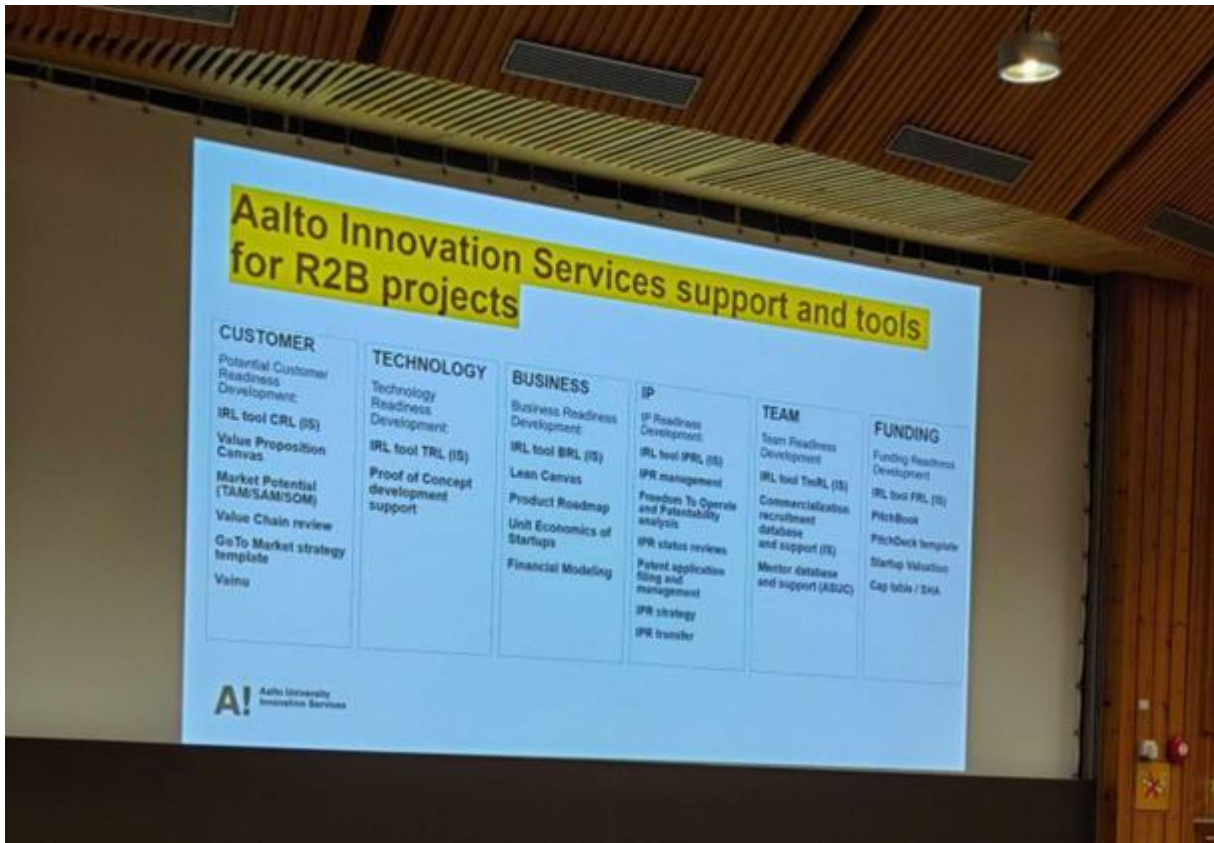 Aalto Innovation Services support and tools
for R2B projects
CUSTOMER
Potential Customer
Readiness
Development:
IRL tool CRL (IS)
Value Proposition
Canvas
Market Potential
(TAM/SAM/SOM)
Value Chain review
GoTo Market strategy
template
Vainu
TECHNOLOGY
Technology
Readiness
Development:
IRL tool TRL (IS)
Proof of Concept
development
support
BUSINESS
Business Readiness
Development:
IRL tool BRL (IS)
Lean Canvas
Product Roadmap
Unit Economics of
Startups
Financial Modeling
IP
IP Readiness
Development:
IRL tool IPRL (IS)
IPR management
Freedom To Operate
and Patentability
analysis
IPR status reviews
Patent application
filing and
management
IPR strategy
IPR transfer
TEAM
Team Readiness
Development
IRL tool TmRL (IS)
Commercialization
recruitment
database
and support (IS)
Mentor database
and support (ASUC)
FUNDING
Funding Readiness
Development
IRL tool FRL (IS)
PitchBook
PitchDeck template
Startup Valuation
Cap table / SHA
A!
Aalto University
Innovation Services